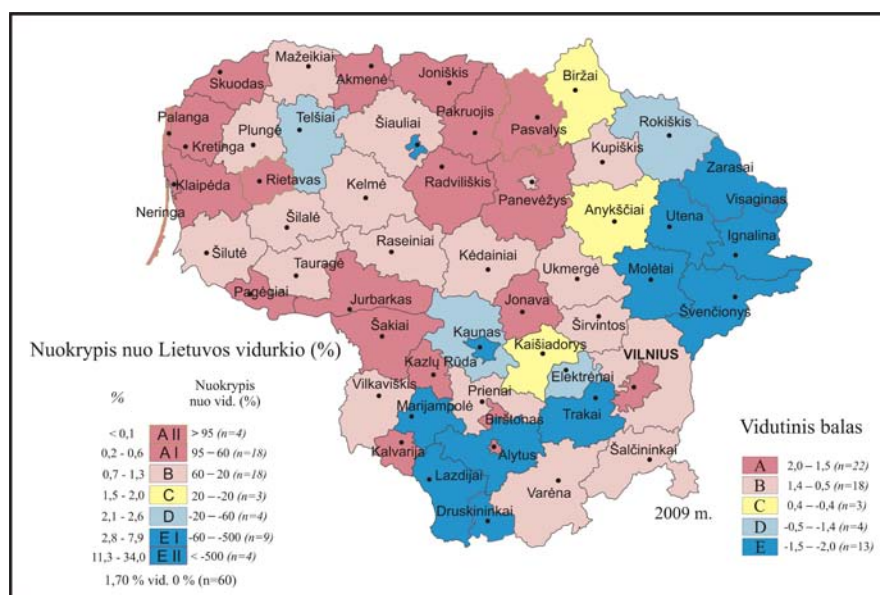 Mažeikiai
Skuodas
Akmenė
Joniškis
Biržai
Palanga
Plungė
Telšiai
Šiauliai
Pakruojis
Pasvalys
Rokiškis
Kretinga
Kupiškis
Zarasai
Klaipėda
Rietavas
Kelmė
Radviliškis
Panevėžys
Visaginas
Neringa
Šilalė
Anykščiai
Utena
Ignalina
Šilutė
Raseiniai
Tauragė
Kėdainiai
Ukmergė
Molėtai
Pagėgiai
Jurbarkas
Jonava
Švenčionys
Šakiai
Kaunas
Širvintos
Kaišiadorys
VILNIUS
Kazlų Rūda
Elektrėnai
Vilkaviškis
Prienai
Marijampolė
Birštonas
Trakai
Kalvarija
Alytus
Šalčininkai
Lazdijai
Varėna
Druskininkai
2009 m.
Nuokrypis nuo Lietuvos vidurkio (%)
% Nuokrypis
nuo vid. (%)
< 0,1 A II > 95 (n=4)
0,2 - 0,6 A I 95 – 60 (n=18)
0,7 - 1,3 B 60 – 20 (n=18)
1,5 - 2,0 C 20 – -20 (n=3)
2,1 - 2,6 D -20 – -60 (n=4)
2,8 - 7,9 E I -60 – -500 (n=9)
11,3 - 34,0 E II < -500 (n=4)
1,70 % vid. 0 % (n=60)
Vidutinis balas
A 2,0 – 1,5 (n=22)
B 1,4 – 0,5 (n=18)
C 0,4 – -0,4 (n=3)
D -0,5 – -1,4 (n=4)
E -1,5 – -2,0 (n=13)